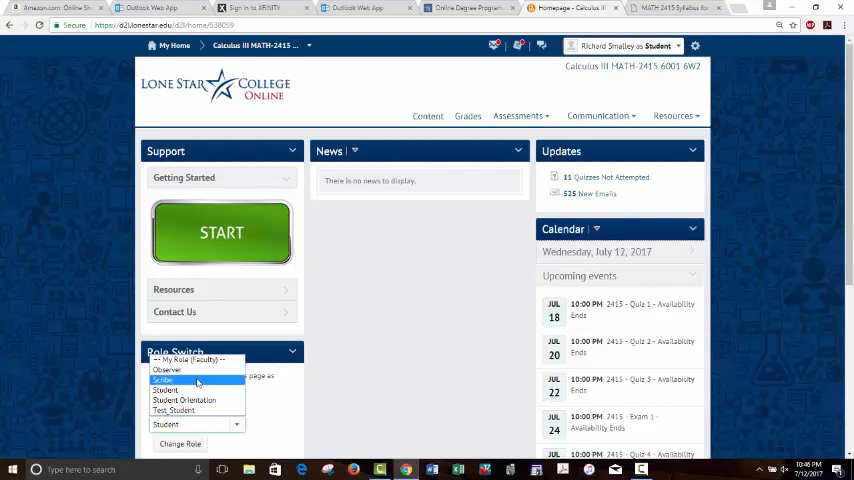 Amazon.com: Online Sh
Outlook Web App
Sign in to XFINITY
Outlook Web App
Online Degree Program
Homepage - Calculus III
MATH 2415 Syllabus for
Secure
https://d2l.lonestar.edu/d2l/home/538059
My Home
Calculus III MATH-2415 ...
Richard Smalley as Student
LONE STAR COLLEGE
ONLINE
Calculus III MATH-2415 6001 6W2
Content
Grades
Assessments
Communication
Resources
Support
Getting Started
START
Resources
Contact Us
Role Switch
page as
-- My Role (Faculty) --
Observer
Scribe
Student
Student Orientation
Test_Student
Student
Change Role
News
There is no news to display.
Updates
11 Quizzes Not Attempted
525 New Emails
Calendar
Wednesday, July 12, 2017
Upcoming events
JUL
18
10:00 PM 2415 - Quiz 1 - Availability
Ends
JUL
20
10:00 PM 2415 - Quiz 2 - Availability
Ends
JUL
22
10:00 PM 2415 - Quiz 3 - Availability
Ends
JUL
24
10:00 PM 2415 - Exam 1 -
Availability Ends
10:00 PM 2415 - Quiz 4 - Availability
Type here to search
10:46 PM
7/12/2017